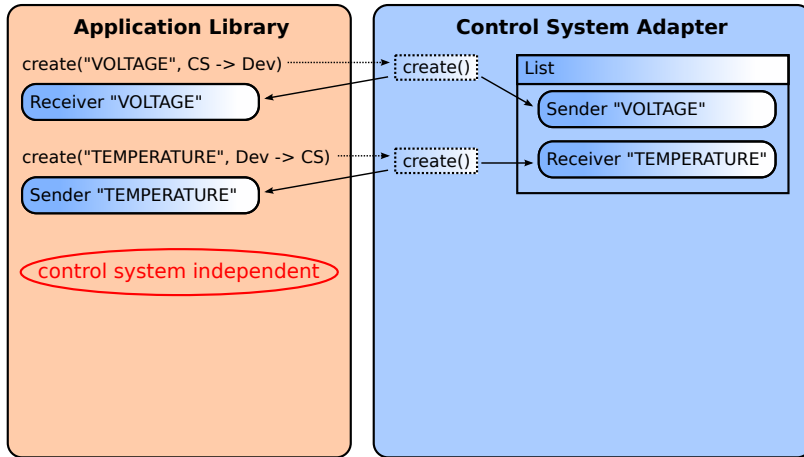 Application Library
create("VOLTAGE", CS -> Dev)
Receiver "VOLTAGE"
create("TEMPERATURE", Dev -> CS)
Sender "TEMPERATURE"
control system independent
Control System Adapter
create()
List
Sender "VOLTAGE"
create()
Receiver "TEMPERATURE"